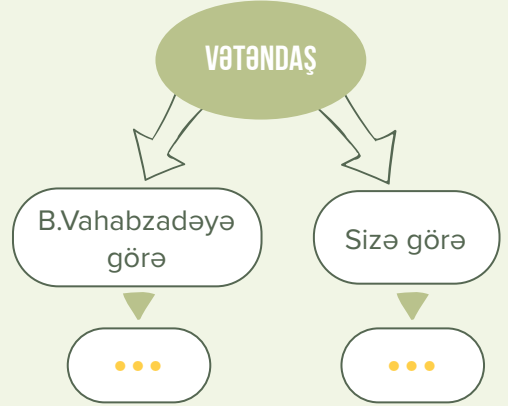 VƏTƏNDAŞ
B.Vahabzadəyə
görə
Sizə görə
•••
•••